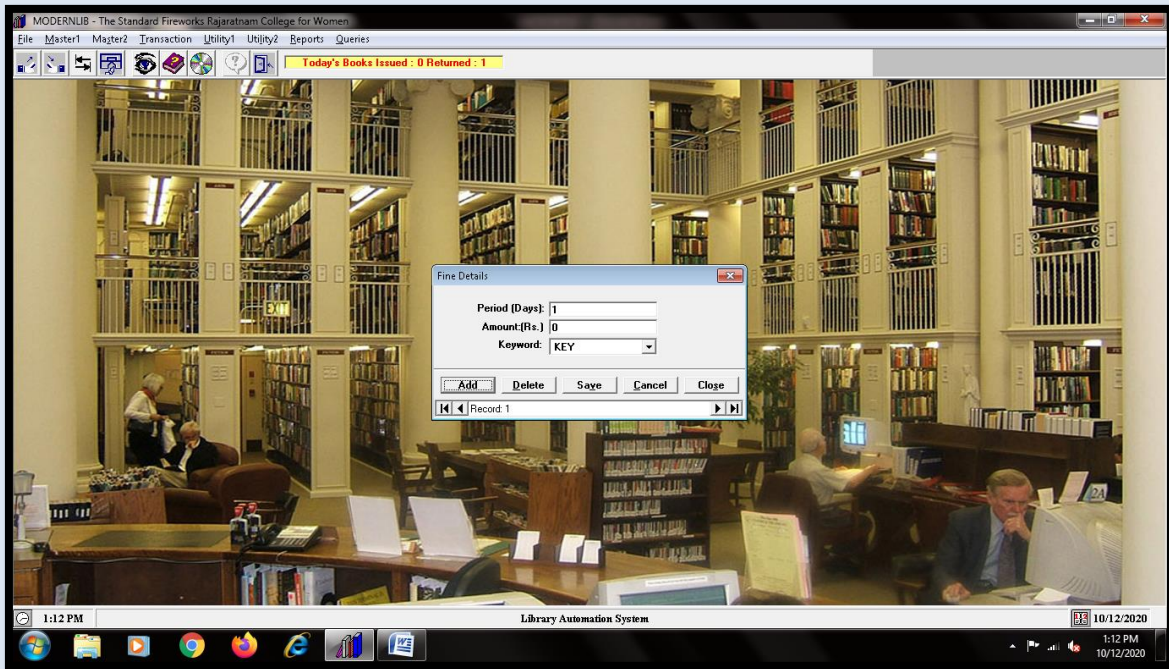 MODERNLIB - The Standard Fireworks Rajaratnam College for Women
File Master1 Master2 Transaction Utility1 Utility2 Reports Queries
Today's Books Issued : 0 Returned : 1
EXIT
2A
Fine Details
Period (Days): 1
Amount:(Rs.) 0
Keyword: KEY
Add Delete Save Cancel Close
Record: 1
1:12 PM Library Automation System 10/12/2020
1:12 PM
10/12/2020